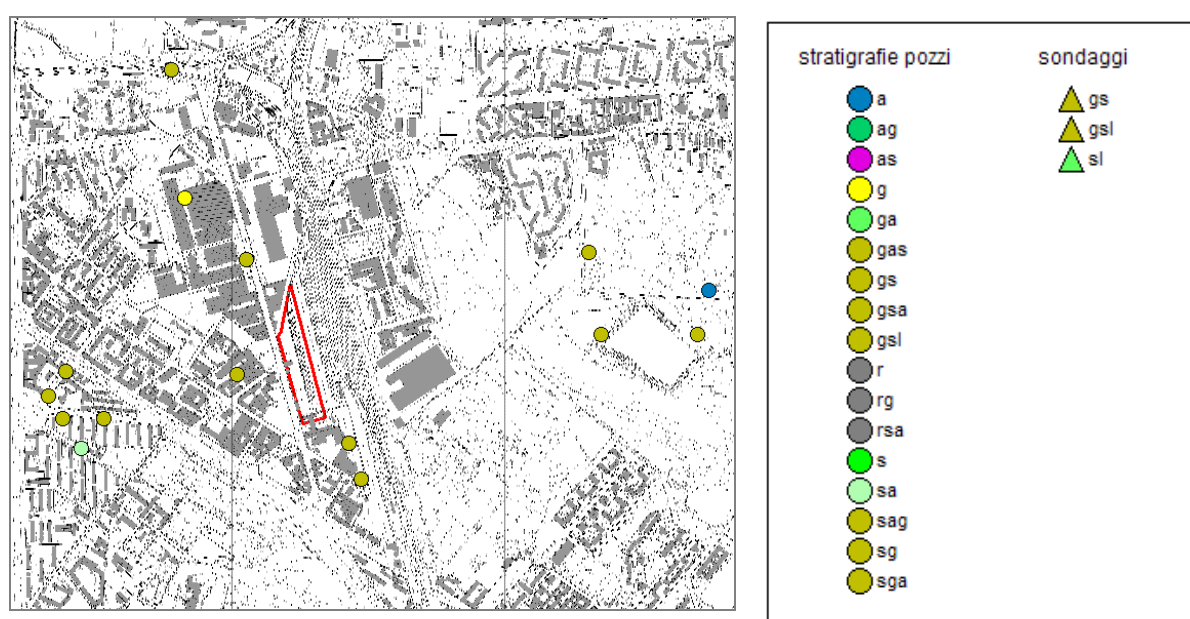 stratigrafie pozzi
a
ag
as
g
ga
gas
gs
gsa
gsl
r
rg
rsa
s
sa
sag
sg
sga
sondaggi
gs
gsl
sl